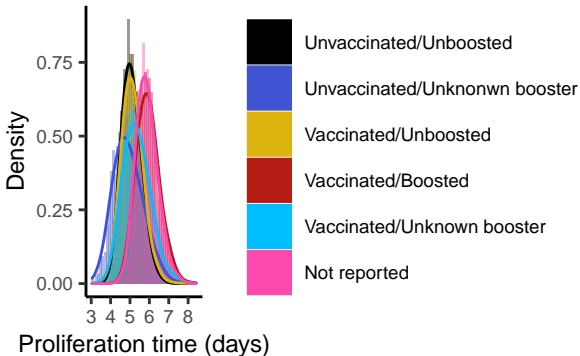 0.75
0.50
0.25
0.00
Density
3 4 5 6 7 8
Proliferation time (days)
Unvaccinated/Unboosted
Unvaccinated/Unknonwn booster
Vaccinated/Unboosted
Vaccinated/Boosted
Vaccinated/Unknown booster
Not reported